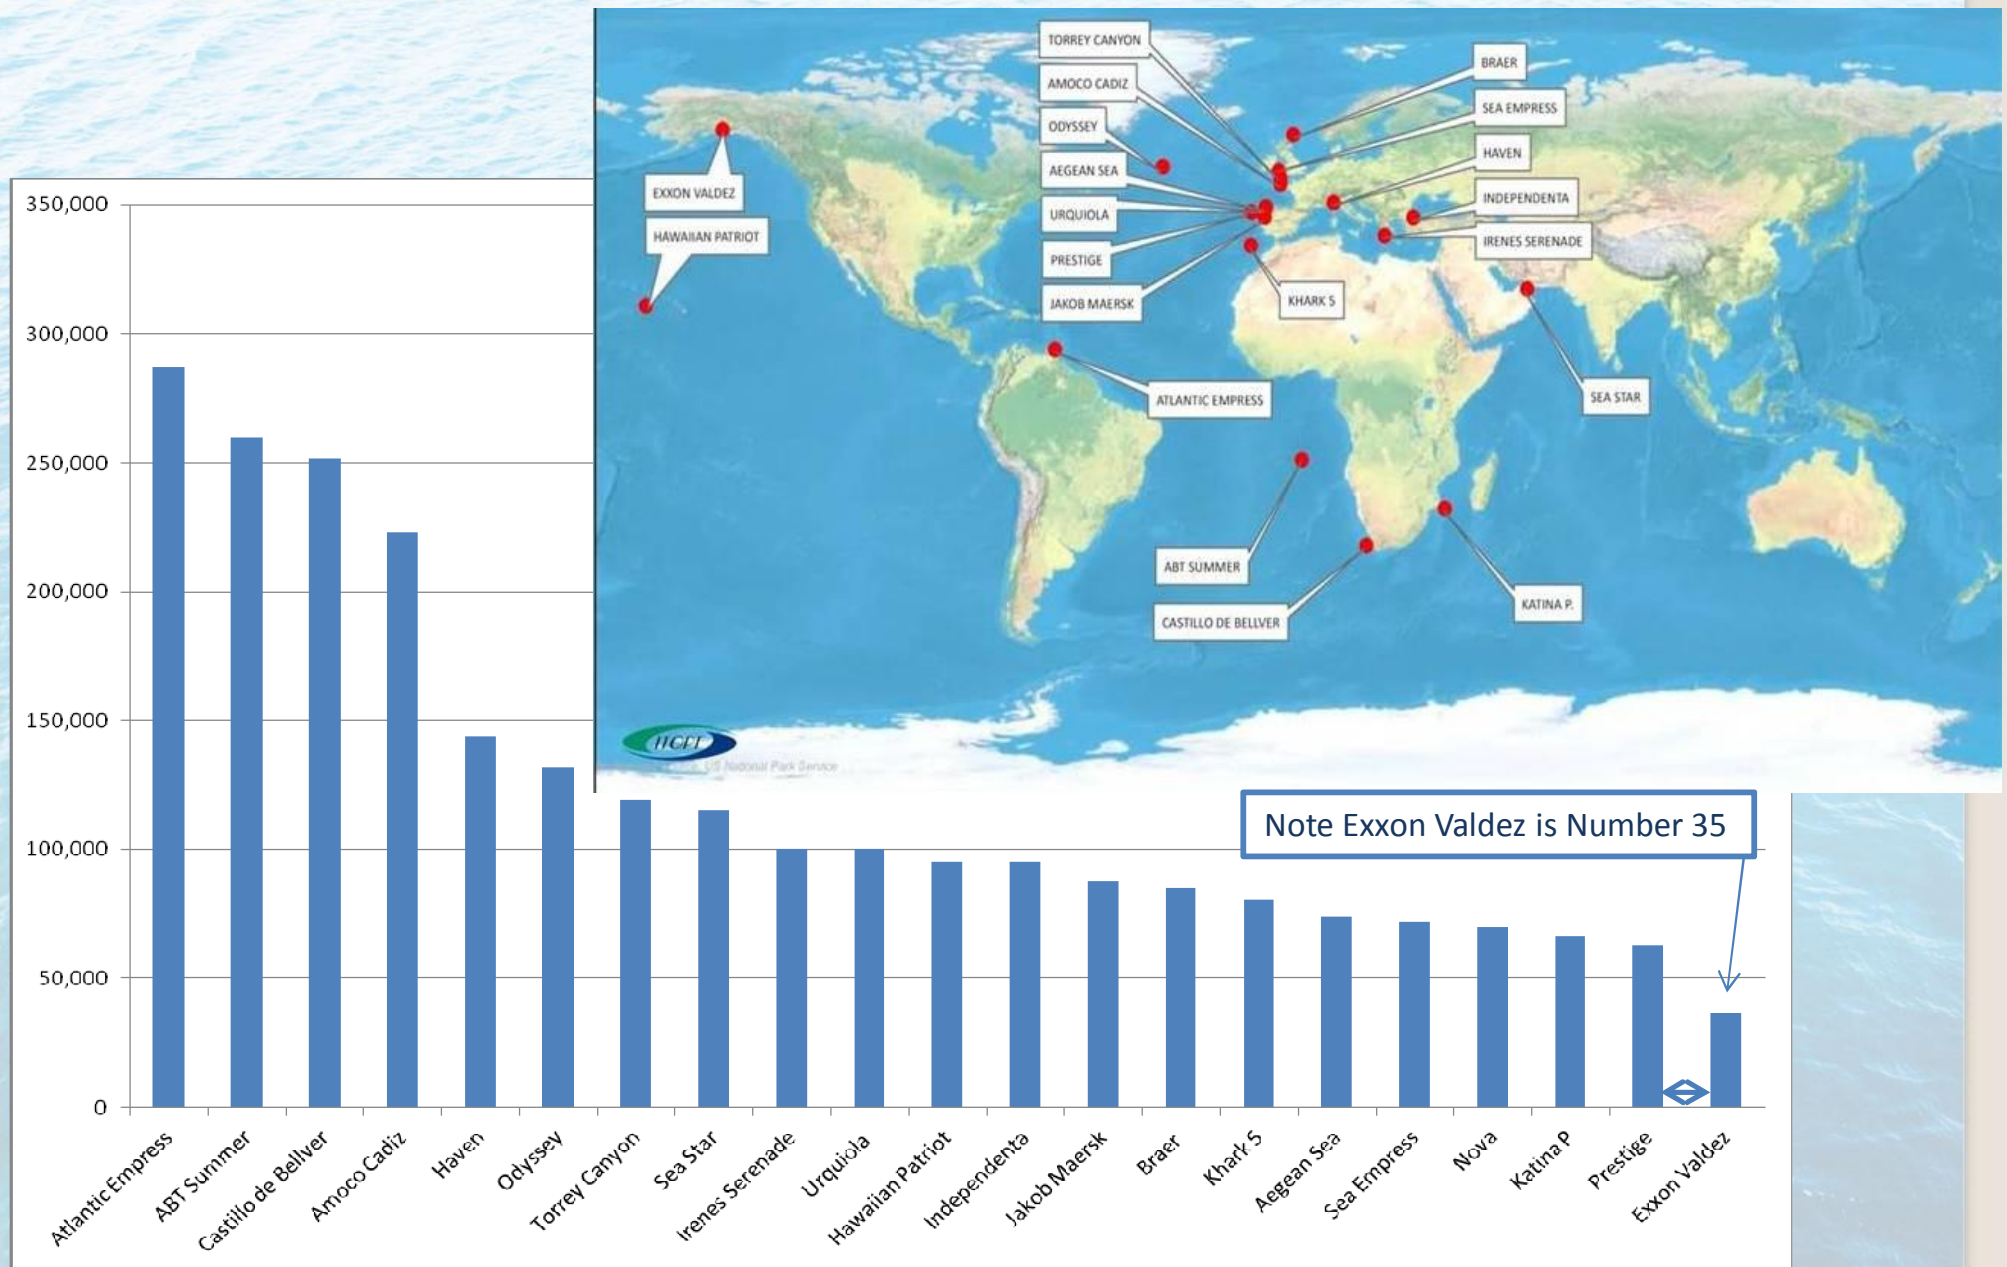 TORREY CANYON
AMOCO CADIZ
ODYSSEY
AEGEAN SEA
URQUIOLA
PRESTIGE
JAKOB MAERSK
BRAER
SEA EMPRESS
HAVEN
INDEPENDENTA
IRENES SERENADE
EXXON VALDEZ
HAWAIIAN PATRIOT
KHARK 5
SEA STAR
ATLANTIC EMPRESS
ABT SUMMER
CASTILLO DE BELLVER
KATINA P.
US National Park Service
350,000
300,000
250,000
200,000
150,000
100,000
50,000
0
Note Exxon Valdez is Number 35
Atlantic Empress
ABT Summer
Castillo de Bellver
Amoco Cadiz
Haven
Odyssey
Torrey Canyon
Sea Star
Irenes Serenade
Urquiola
Hawaiian Patriot
Independenta
Jakob Maersk
Braer
Khark 5
Aegean Sea
Sea Empress
Nova
Katina P
Prestige
Exxon Valdez